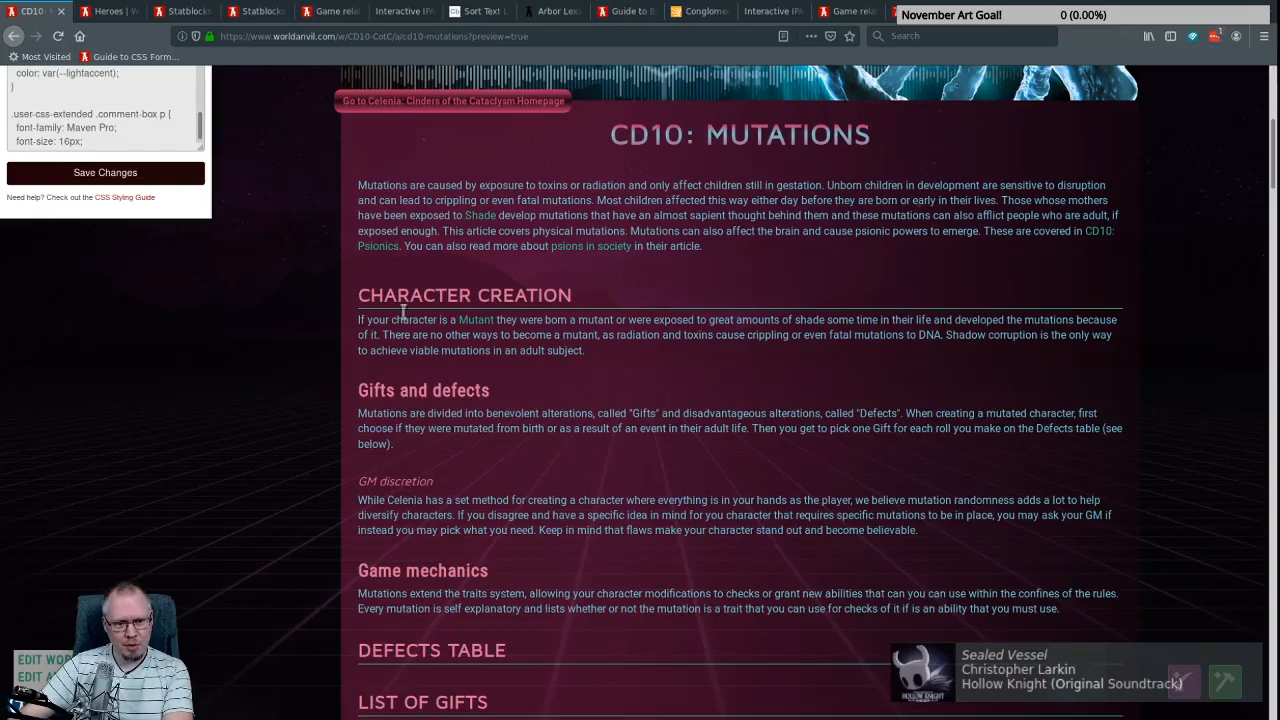 CD10: M
Heroes | W
Statblocks
Statblocks
Game relat
Interactive IPA
Sort Text L
Arbor Lexa
Guide to B
Conglome
Interactive IPA
Game rela
November Art Goal! 0 (0.00%)
https://www.worldanvil.com/w/CD10-CotC/a/cd10-mutations?preview=true
Search
Most Visited
Guide to CSS Form...
color: var(--lightaccent);
}
.user-css-extended .comment-box p {
font-family: Maven Pro;
font-size: 16px;
Save Changes
Need help? Check out the CSS Styling Guide
Go to Celenia: Cinders of the Cataclysm Homepage
CD10: MUTATIONS
Mutations are caused by exposure to toxins or radiation and only affect children still in gestation. Unborn children in development are sensitive to disruption
and can lead to crippling or even fatal mutations. Most children affected this way either day before they are born or early in their lives. Those whose mothers
have been exposed to Shade develop mutations that have an almost sapient thought behind them and these mutations can also afflict people who are adult, if
exposed enough. This article covers physical mutations. Mutations can also affect the brain and cause psionic powers to emerge. These are covered in CD10:
Psionics. You can also read more about psions in society in their article.
CHARACTER CREATION
If your character is a Mutant they were born a mutant or were exposed to great amounts of shade some time in their life and developed the mutations because
of it. There are no other ways to become a mutant, as radiation and toxins cause crippling or even fatal mutations to DNA. Shadow corruption is the only way
to achieve viable mutations in an adult subject.
Gifts and defects
Mutations are divided into benevolent alterations, called "Gifts" and disadvantageous alterations, called "Defects". When creating a mutated character, first
choose if they were mutated from birth or as a result of an event in their adult life. Then you get to pick one Gift for each roll you make on the Defects table (see
below).
GM discretion
While Celenia has a set method for creating a character where everything is in your hands as the player, we believe mutation randomness adds a lot to help
diversify characters. If you disagree and have a specific idea in mind for you character that requires specific mutations to be in place, you may ask your GM if
instead you may pick what you need. Keep in mind that flaws make your character stand out and become believable.
Game mechanics
Mutations extend the traits system, allowing your character modifications to checks or grant new abilities that can you can use within the confines of the rules.
Every mutation is self explanatory and lists whether or not the mutation is a trait that you can use for checks of it if is an ability that you must use.
DEFECTS TABLE
LIST OF GIFTS
EDIT WOR
EDIT A
Sealed Vessel
Christopher Larkin
Hollow Knight (Original Soundtrack)
HOLLOW KNIGHT